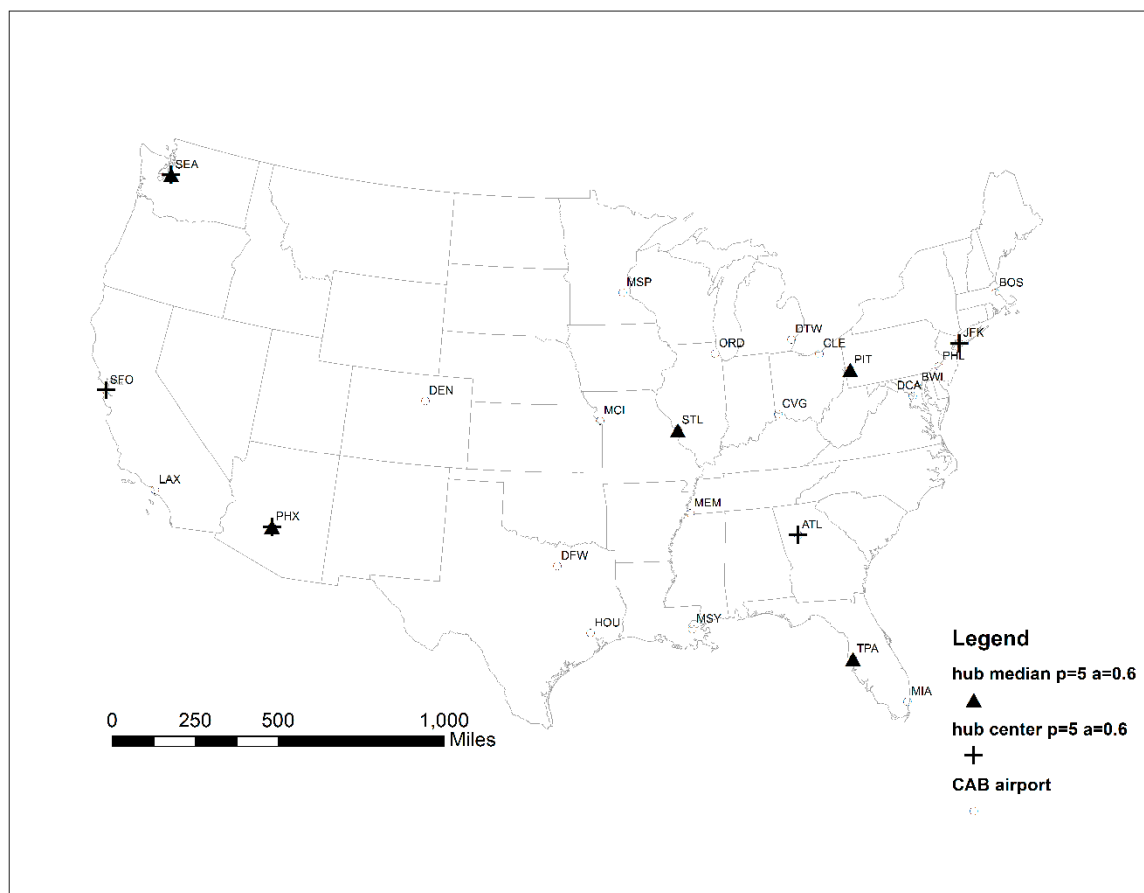 SEA
MSP
BOS
DTW
ORD
CLE
JFK
PIT
PHL
SFO
DEN
BWI
DCA
MCI
STL
CVG
LAX
MEM
PHX
ATL
DFW
HOU
MSY
TPA
MIA
Legend
hub median p=5 a=0.6
hub center p=5 a=0.6
CAB airport
0 250 500 1,000
Miles